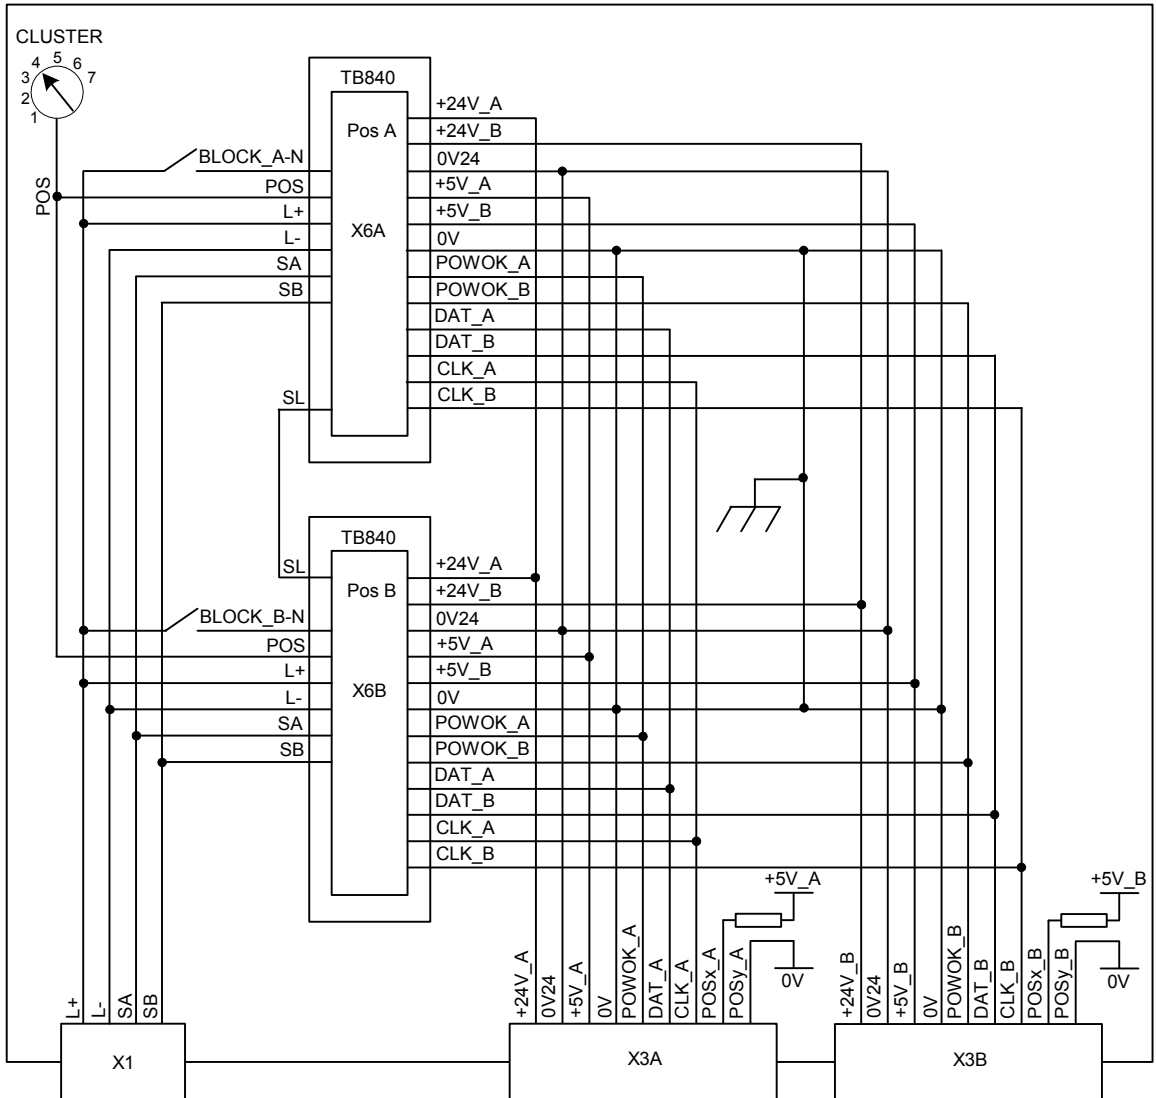 CLUSTER
1
2
3
4
5
6
7
POS
TB840
Pos A
X6A
BLOCK_A-N
POS
L+
L-
SA
SB
SL
+24V_A
+24V_B
0V24
+5V_A
+5V_B
0V
POWOK_A
POWOK_B
DAT_A
DAT_B
CLK_A
CLK_B
TB840
Pos B
X6B
SL
BLOCK_B-N
POS
L+
L-
SA
SB
+24V_A
+24V_B
0V24
+5V_A
+5V_B
0V
POWOK_A
POWOK_B
DAT_A
DAT_B
CLK_A
CLK_B
+5V_A
0V
+5V_B
0V
L+
L-
SA
SB
X1
+24V_A
0V24
+5V_A
0V
POWOK_A
DAT_A
CLK_A
POSx_A
POSy_A
X3A
+24V_B
0V24
+5V_B
0V
POWOK_B
DAT_B
CLK_B
POSx_B
POSy_B
X3B